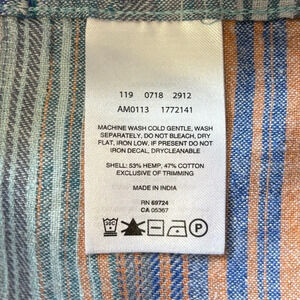 119 0718 2912
AM0113 1772141
MACHINE WASH COLD GENTLE, WASH
SEPARATELY, DO NOT BLEACH, DRY
FLAT, IRON LOW. IF PRESENT DO NOT
IRON DECAL, DRYCLEANABLE
SHELL: 53% HEMP, 47% COTTON
EXCLUSIVE OF TRIMMING
MADE IN INDIA
RN 69724
CA 05367
P